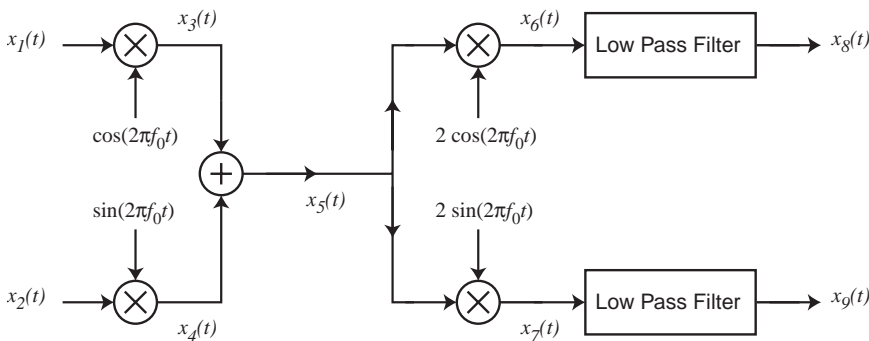 x₁(t)
x₃(t)
x₆(t)
Low Pass Filter
x₈(t)
cos(2πf₀t)
2 cos(2πf₀t)
+
x₅(t)
sin(2πf₀t)
2 sin(2πf₀t)
x₂(t)
x₄(t)
x₇(t)
Low Pass Filter
x₉(t)